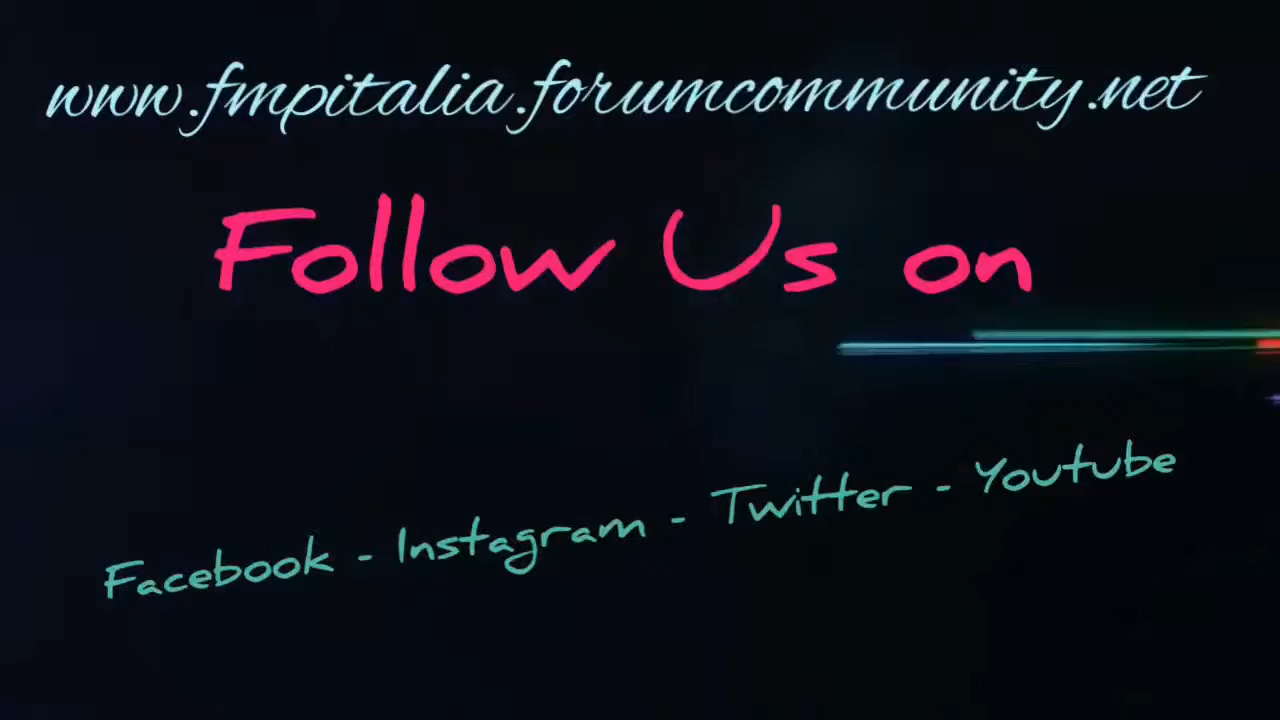 www.fmpitalia.forumcommunity.net
Follow Us on
Facebook - Instagram - Twitter - Youtube